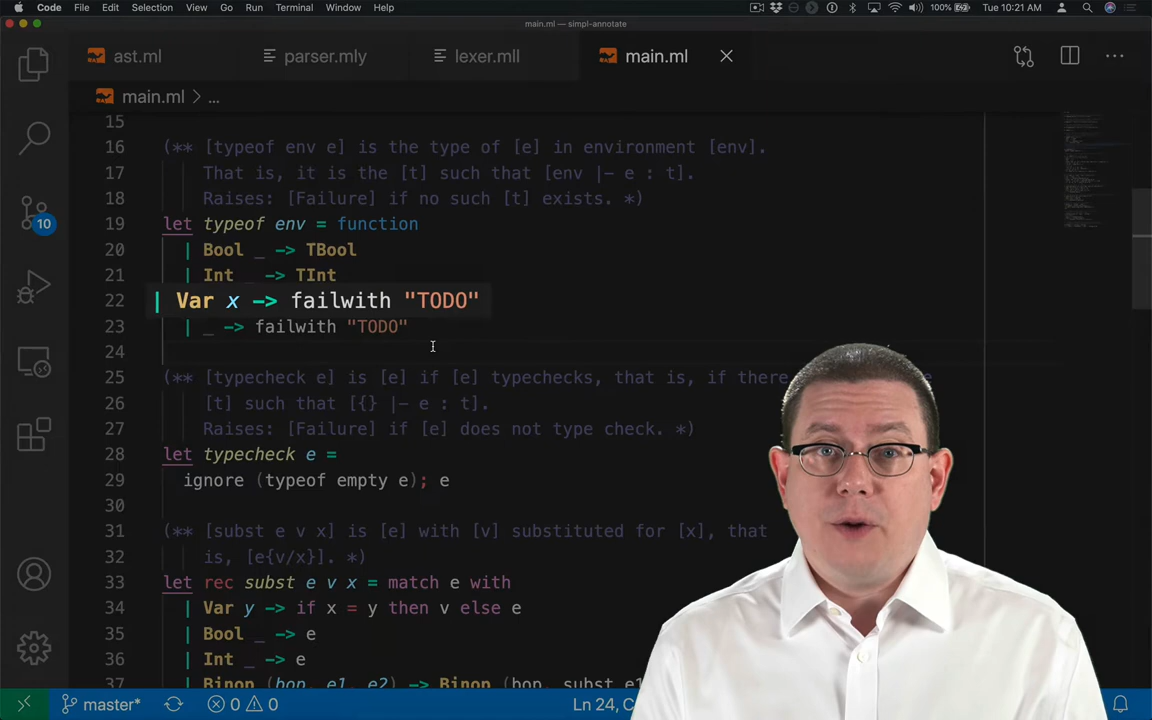 Code File Edit Selection View Go Run Terminal Window Help 100% Tue 10:21 AM
main.ml — simpl-annotate
ast.ml parser.mly lexer.mll main.ml
main.ml > ...
15
16 (** [typeof env e] is the type of [e] in environment [env].
17 That is, it is the [t] such that [env |- e : t].
18 Raises: [Failure] if no such [t] exists. *)
19 let typeof env = function
20 | Bool _ -> TBool
21 | Int _ -> TInt
22 | Var x -> failwith "TODO"
23 | _ -> failwith "TODO"
24
25 (** [typecheck e] is [e] if [e] typechecks, that is, if there
26 [t] such that [{} |- e : t].
27 Raises: [Failure] if [e] does not type check. *)
28 let typecheck e =
29 ignore (typeof empty e); e
30
31 (** [subst e v x] is [e] with [v] substituted for [x], that
32 is, [e{v/x}]. *)
33 let rec subst e v x = match e with
34 | Var y -> if x = y then v else e
35 | Bool _ -> e
36 | Int _ -> e
37 | Binop (bop, e1, e2) -> Binop (bop, subst e1
10
master* 0 0 Ln 24, C